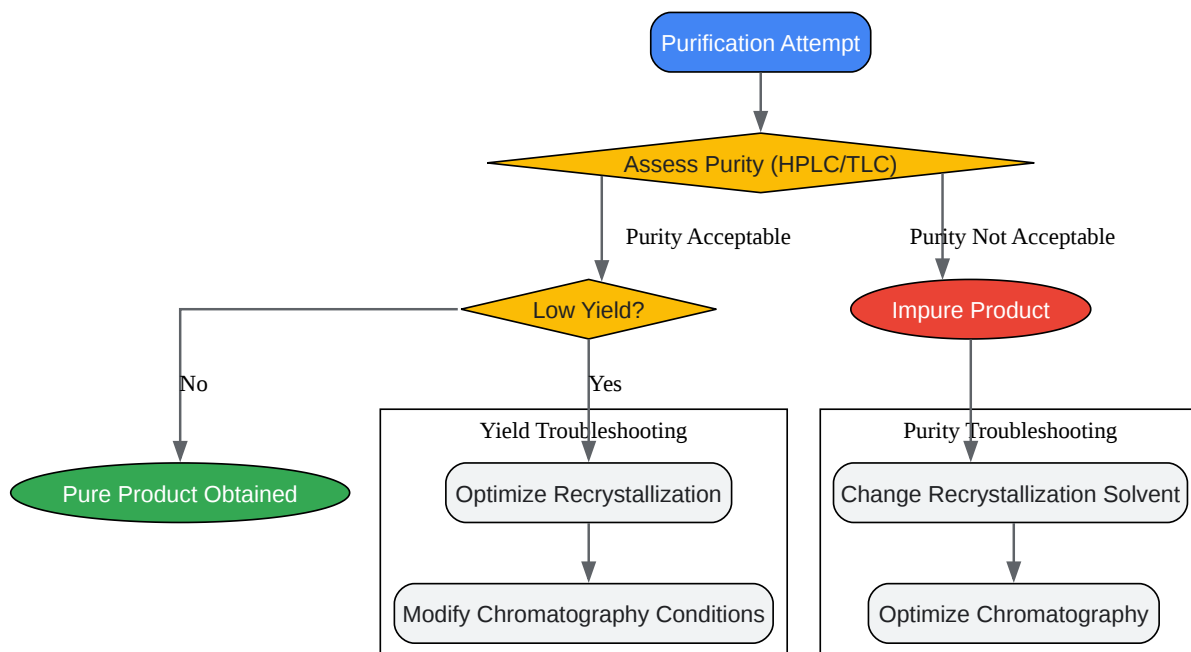 Purification Attempt
Assess Purity (HPLC/TLC)
Purity Acceptable
Purity Not Acceptable
Low Yield?
Impure Product
No
Yes
Yield Troubleshooting
Purity Troubleshooting
Pure Product Obtained
Optimize Recrystallization
Change Recrystallization Solvent
Modify Chromatography Conditions
Optimize Chromatography